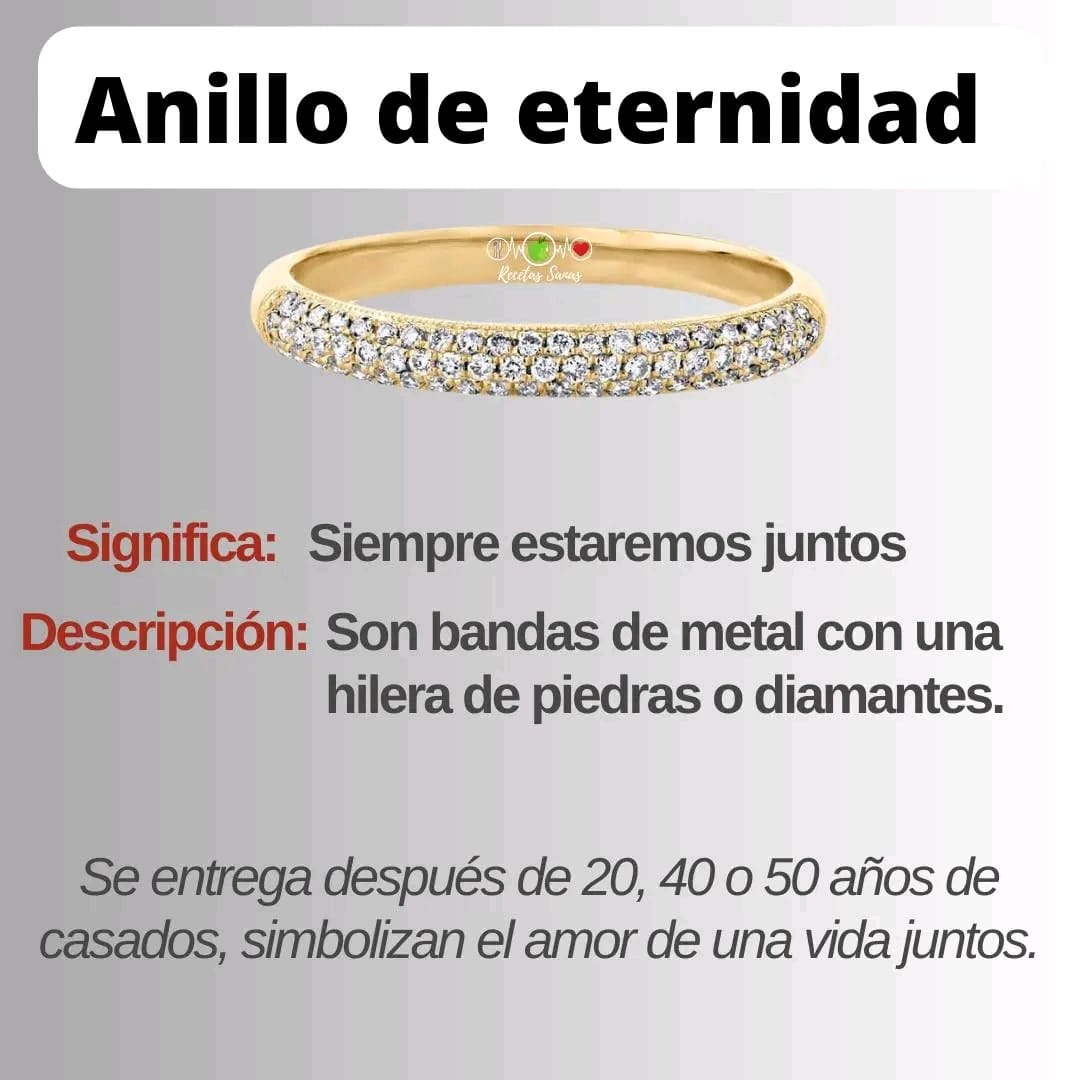 Anillo de eternidad
Recetas Sanas
Significa: Siempre estaremos juntos
Descripción: Son bandas de metal con una
hilera de piedras o diamantes.
Se entrega después de 20, 40 o 50 años de
casados, simbolizan el amor de una vida juntos.